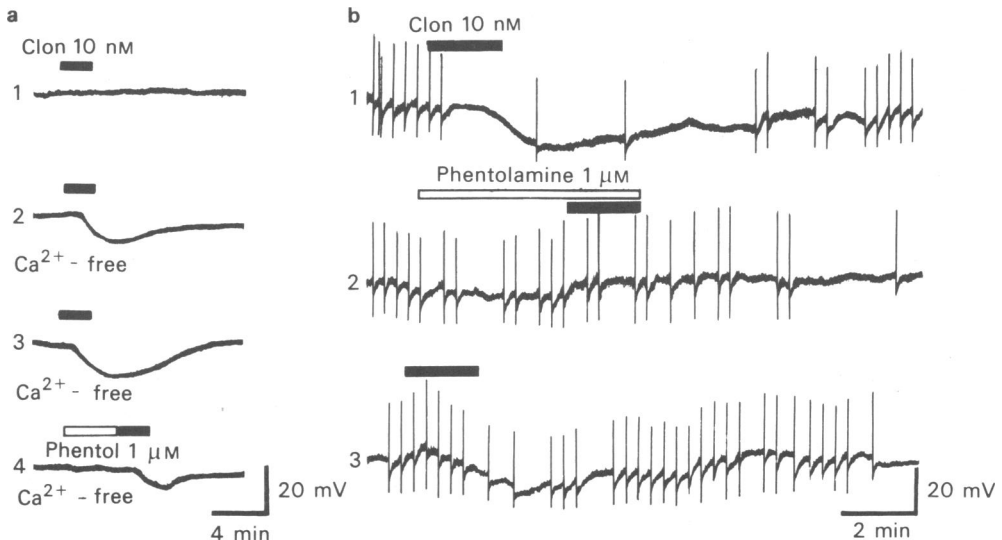 a
Clon 10 nM
1
2
Ca²⁺ - free
3
Ca²⁺ - free
Phentol 1 μM
4
Ca²⁺ - free
20 mV
4 min
b
Clon 10 nM
1
Phentolamine 1 μM
2
3
20 mV
2 min